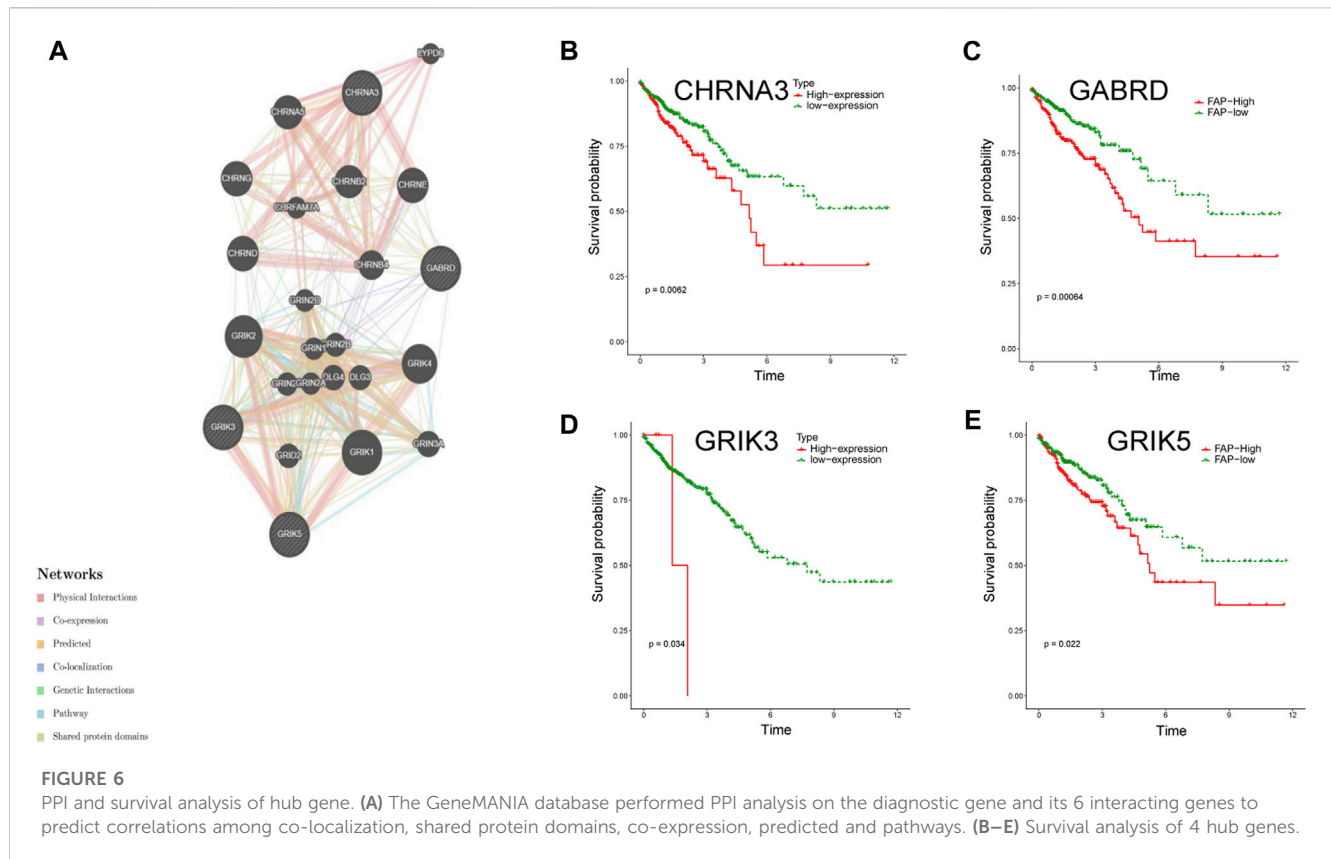 A
LYPD6
CHRNA3
CHRNA5
CHRNG
CHRNB2
CHRNE
CHRFAM7A
CHRND
CHRNB4
GABRD
GRIK2
GRIN1
GRIN2B
GRIK4
GRIN2A
DLG4
DLG3
GRIK3
GRID2
GRIK1
GRIN3A
GRIK5
Networks
Physical Interactions
Co-expression
Predicted
Co-localization
Genetic Interactions
Pathway
Shared protein domains
B
CHRNA3
Type
High-expression
low-expression
Survival probability
1.00
0.75
0.50
0.25
0.00
p = 0.0062
0 3 6 9 12
Time
C
GABRD
FAP-High
FAP-low
Survival probability
1.00
0.75
0.50
0.25
0.00
p = 0.00064
0 3 6 9 12
Time
D
GRIK3
Type
High-expression
low-expression
Survival probability
1.00
0.75
0.50
0.25
0.00
p = 0.034
0 3 6 9 12
Time
E
GRIK5
FAP-High
FAP-low
Survival probability
1.00
0.75
0.50
0.25
0.00
p = 0.022
0 3 6 9 12
Time
FIGURE 6
PPI and survival analysis of hub gene. (A) The GeneMANIA database performed PPI analysis on the diagnostic gene and its 6 interacting genes to
predict correlations among co-localization, shared protein domains, co-expression, predicted and pathways. (B–E) Survival analysis of 4 hub genes.